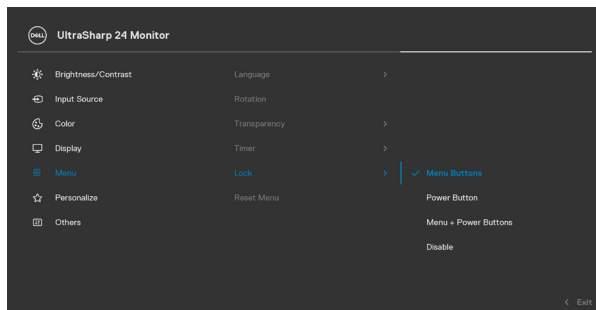 DELL UltraSharp 24 Monitor
Brightness/Contrast Language
Input Source Rotation
Color Transparency
Display Timer
Menu Lock Menu Buttons
Personalize Reset Menu Power Button
Others Menu + Power Buttons
Disable
Exit